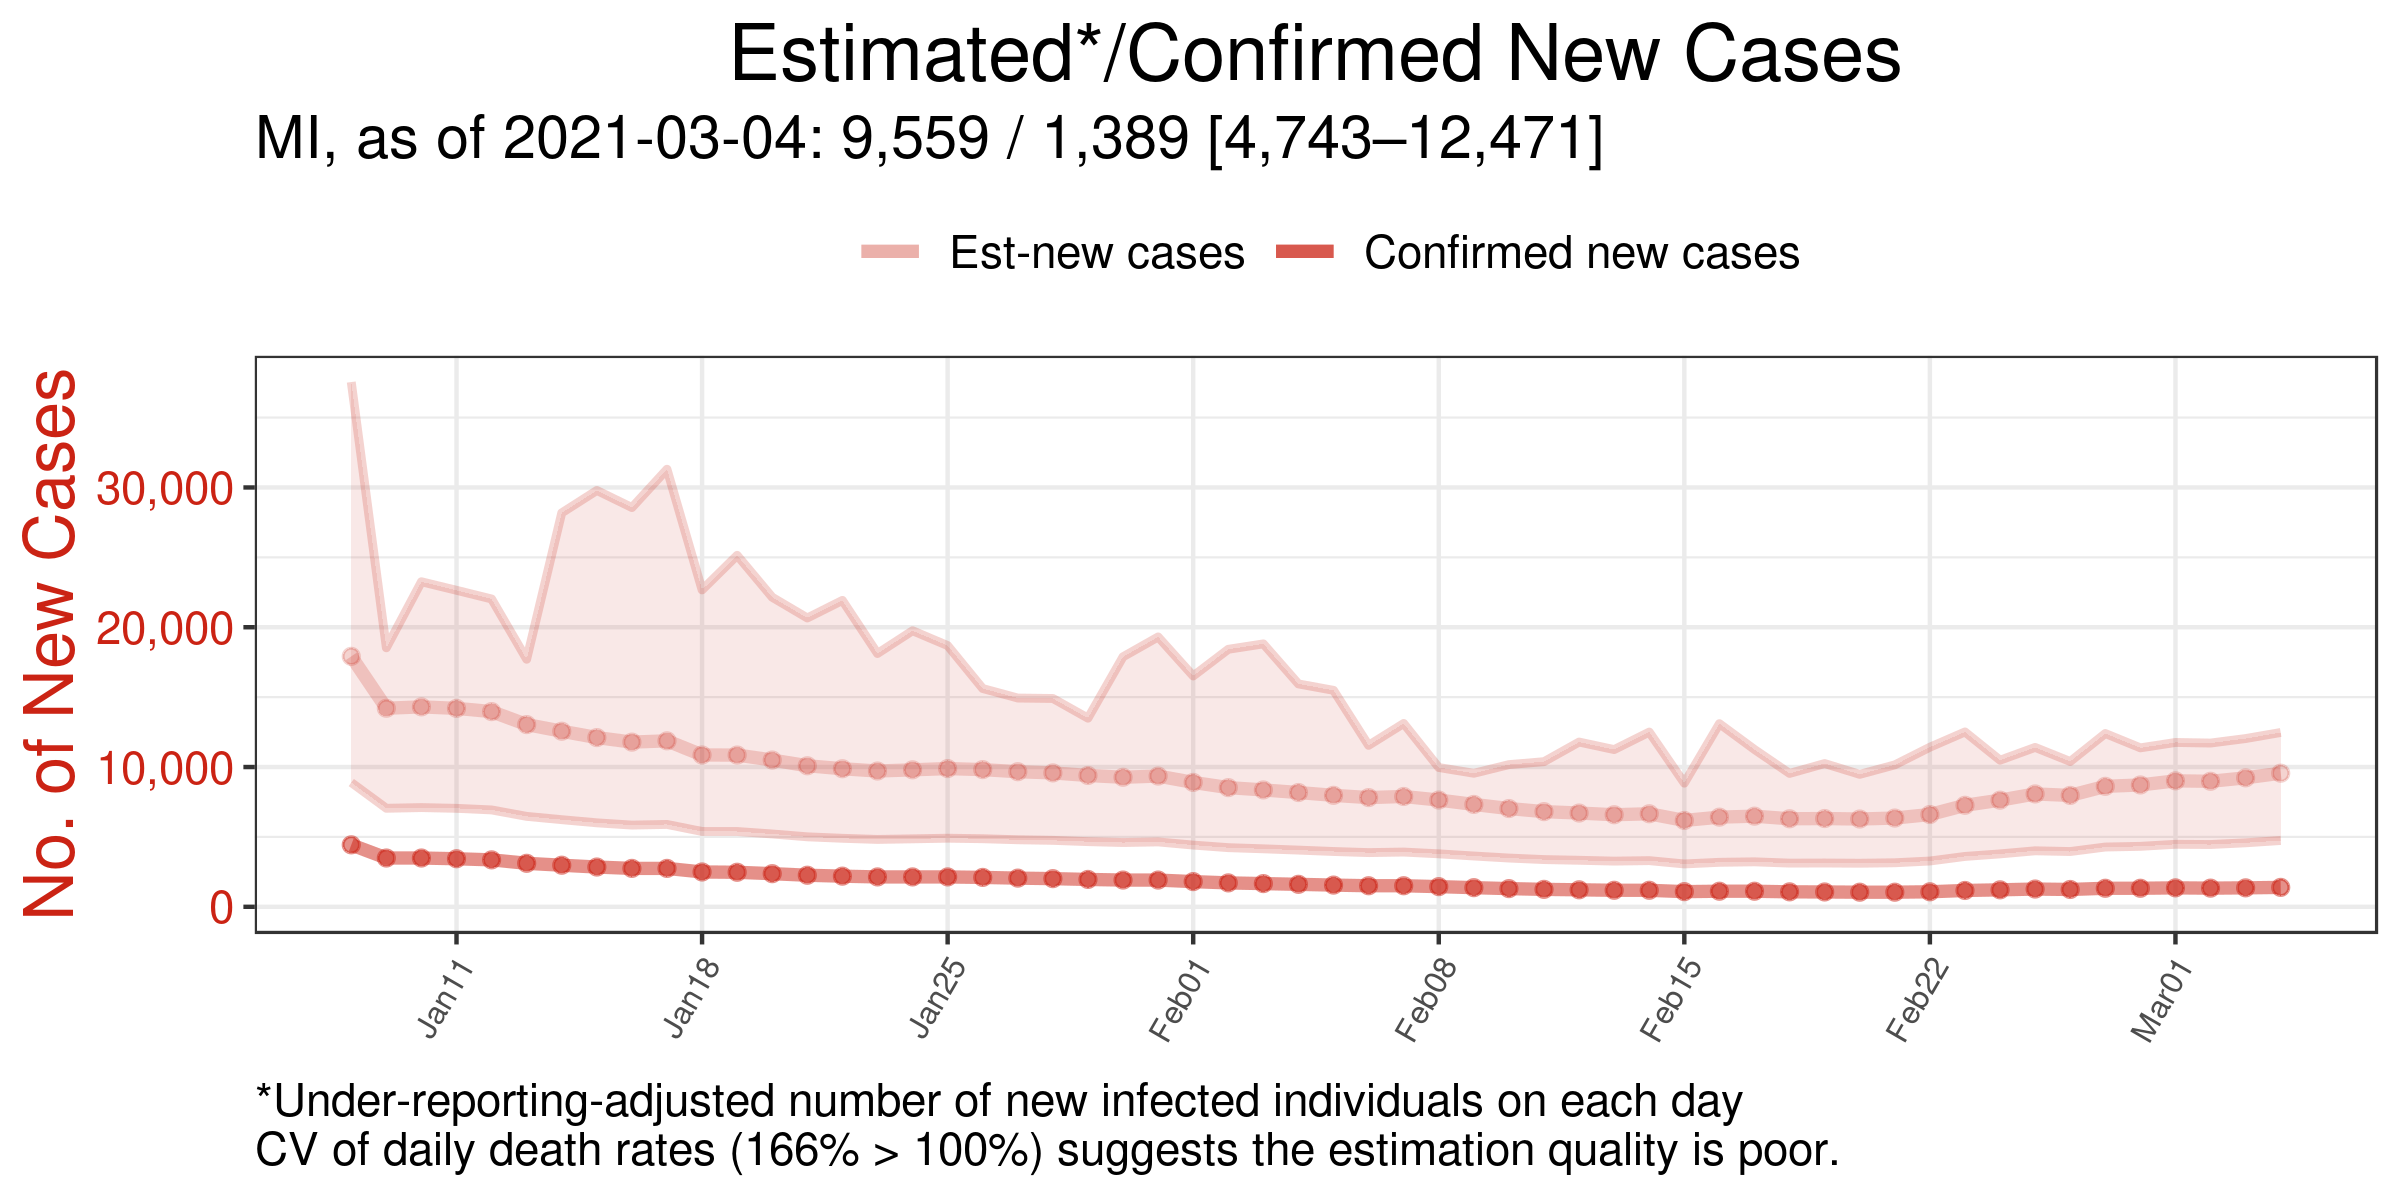 Estimated*/Confirmed New Cases
MI, as of 2021-03-04: 9,559 / 1,389 [4,743–12,471]
Est-new cases
Confirmed new cases
No. of New Cases
30,000
20,000
10,000
0
Jan11
Jan18
Jan25
Feb01
Feb08
Feb15
Feb22
Mar01
*Under-reporting-adjusted number of new infected individuals on each day
CV of daily death rates (166% > 100%) suggests the estimation quality is poor.